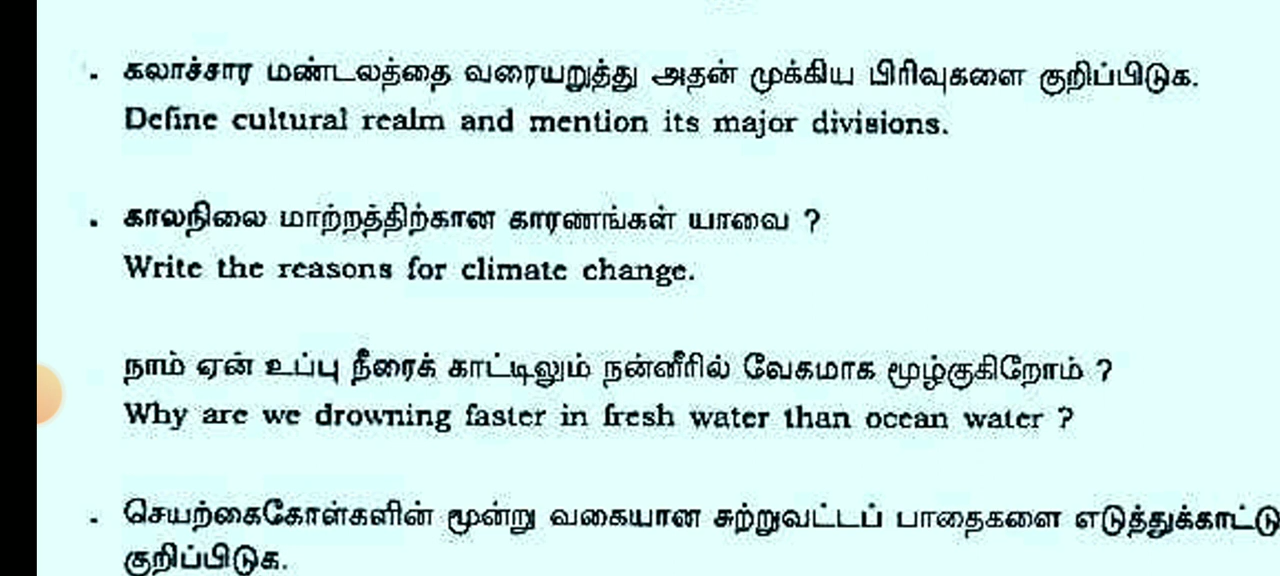 . கலாச்சார மண்டலத்தை வரையறுத்து அதன் முக்கிய பிரிவுகளை குறிப்பிடுக.
Define cultural realm and mention its major divisions.
. காலநிலை மாற்றத்திற்கான காரணங்கள் யாவை ?
Write the reasons for climate change.
நாம் ஏன் உப்பு நீரைக் காட்டிலும் நன்னீரில் வேகமாக மூழ்குகிறோம் ?
Why are we drowning faster in fresh water than ocean water ?
. செயற்கைகோள்களின் மூன்று வகையான சுற்றுவட்டப் பாதைகளை எடுத்துக்காட்டு
குறிப்பிடுக.